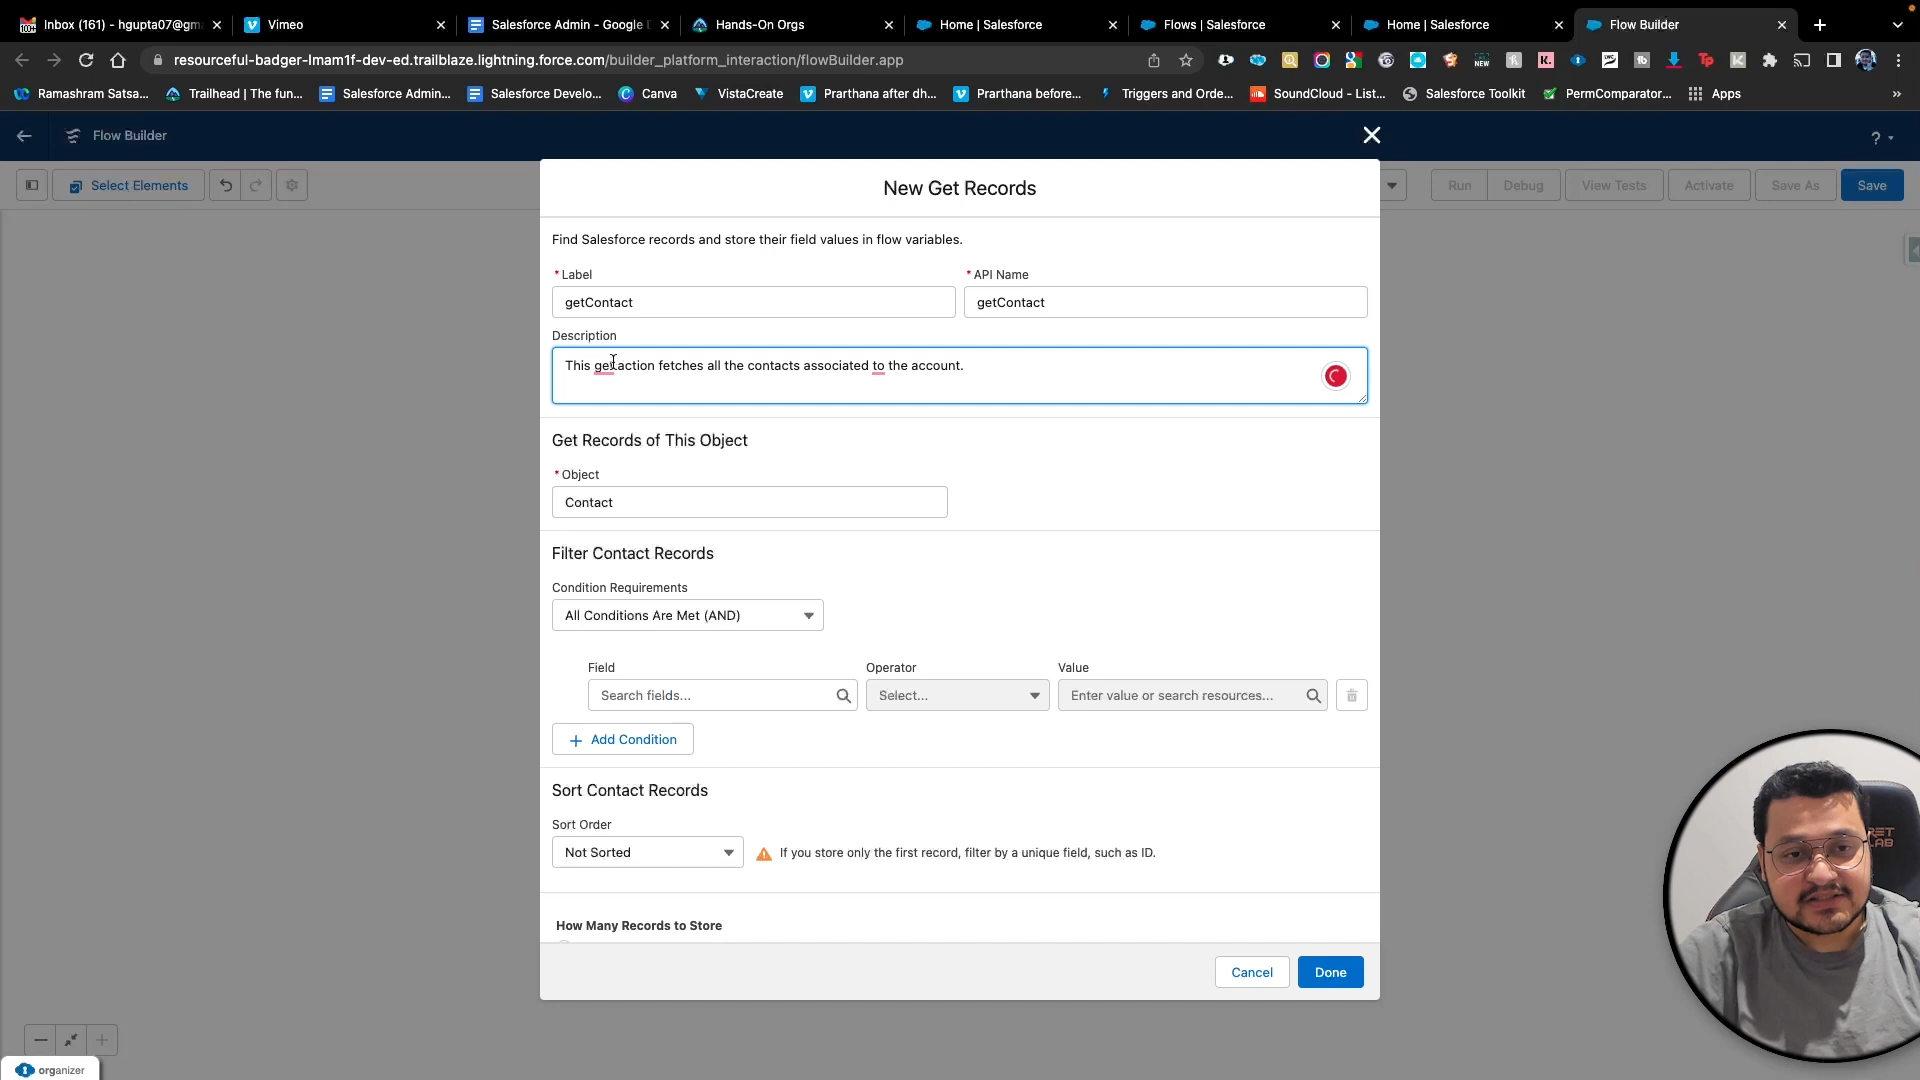 Inbox (161) - hgupta07@gm
Vimeo
Salesforce Admin - Google D
Hands-On Orgs
Home | Salesforce
Flows | Salesforce
Home | Salesforce
Flow Builder
resourceful-badger-lmam1f-dev-ed.trailblaze.lightning.force.com/builder_platform_interaction/flowBuilder.app
Ramashram Satsa...
Trailhead | The fun...
Salesforce Admin...
Salesforce Develo...
Canva
VistaCreate
Prarthana after dh...
Prarthana before...
Triggers and Orde...
SoundCloud - List...
Salesforce Toolkit
PermComparator...
Apps
Flow Builder
Select Elements
Run
Debug
View Tests
Activate
Save As
Save
New Get Records
Find Salesforce records and store their field values in flow variables.
* Label
* API Name
getContact
getContact
Description
This get action fetches all the contacts associated to the account.
Get Records of This Object
* Object
Contact
Filter Contact Records
Condition Requirements
All Conditions Are Met (AND)
Field
Operator
Value
Search fields...
Select...
Enter value or search resources...
+ Add Condition
Sort Contact Records
Sort Order
Not Sorted
If you store only the first record, filter by a unique field, such as ID.
How Many Records to Store
Cancel
Done
organizer